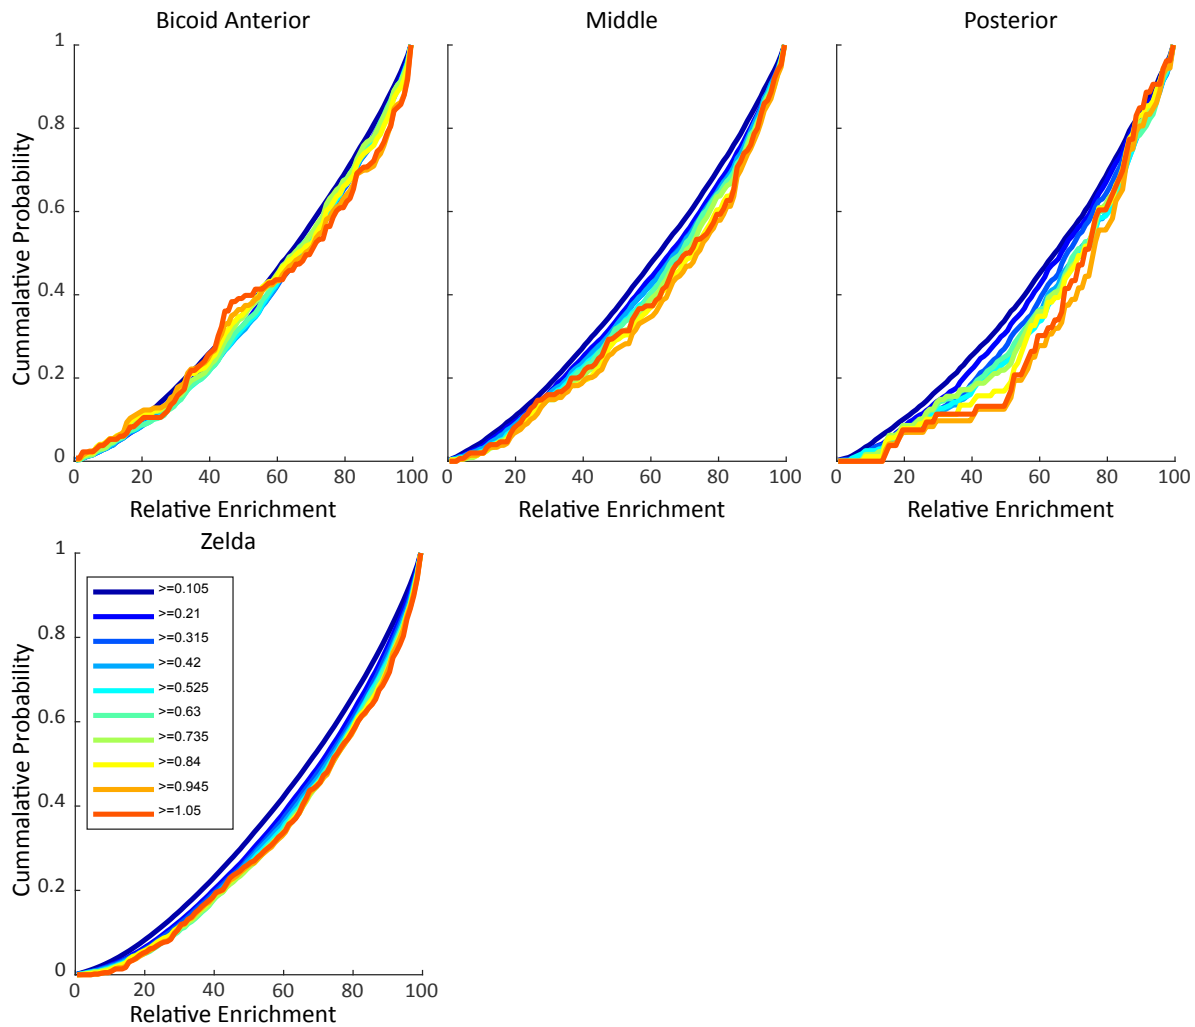 Bicoid Anterior
Middle
Posterior
Cummalative Probability
1
0.8
0.6
0.4
0.2
0
0 20 40 60 80 100
0 20 40 60 80 100
0 20 40 60 80 100
Relative Enrichment
Relative Enrichment
Relative Enrichment
Zelda
Cummalative Probability
1
0.8
0.6
0.4
0.2
0
>=0.105
>=0.21
>=0.315
>=0.42
>=0.525
>=0.63
>=0.735
>=0.84
>=0.945
>=1.05
0 20 40 60 80 100
Relative Enrichment